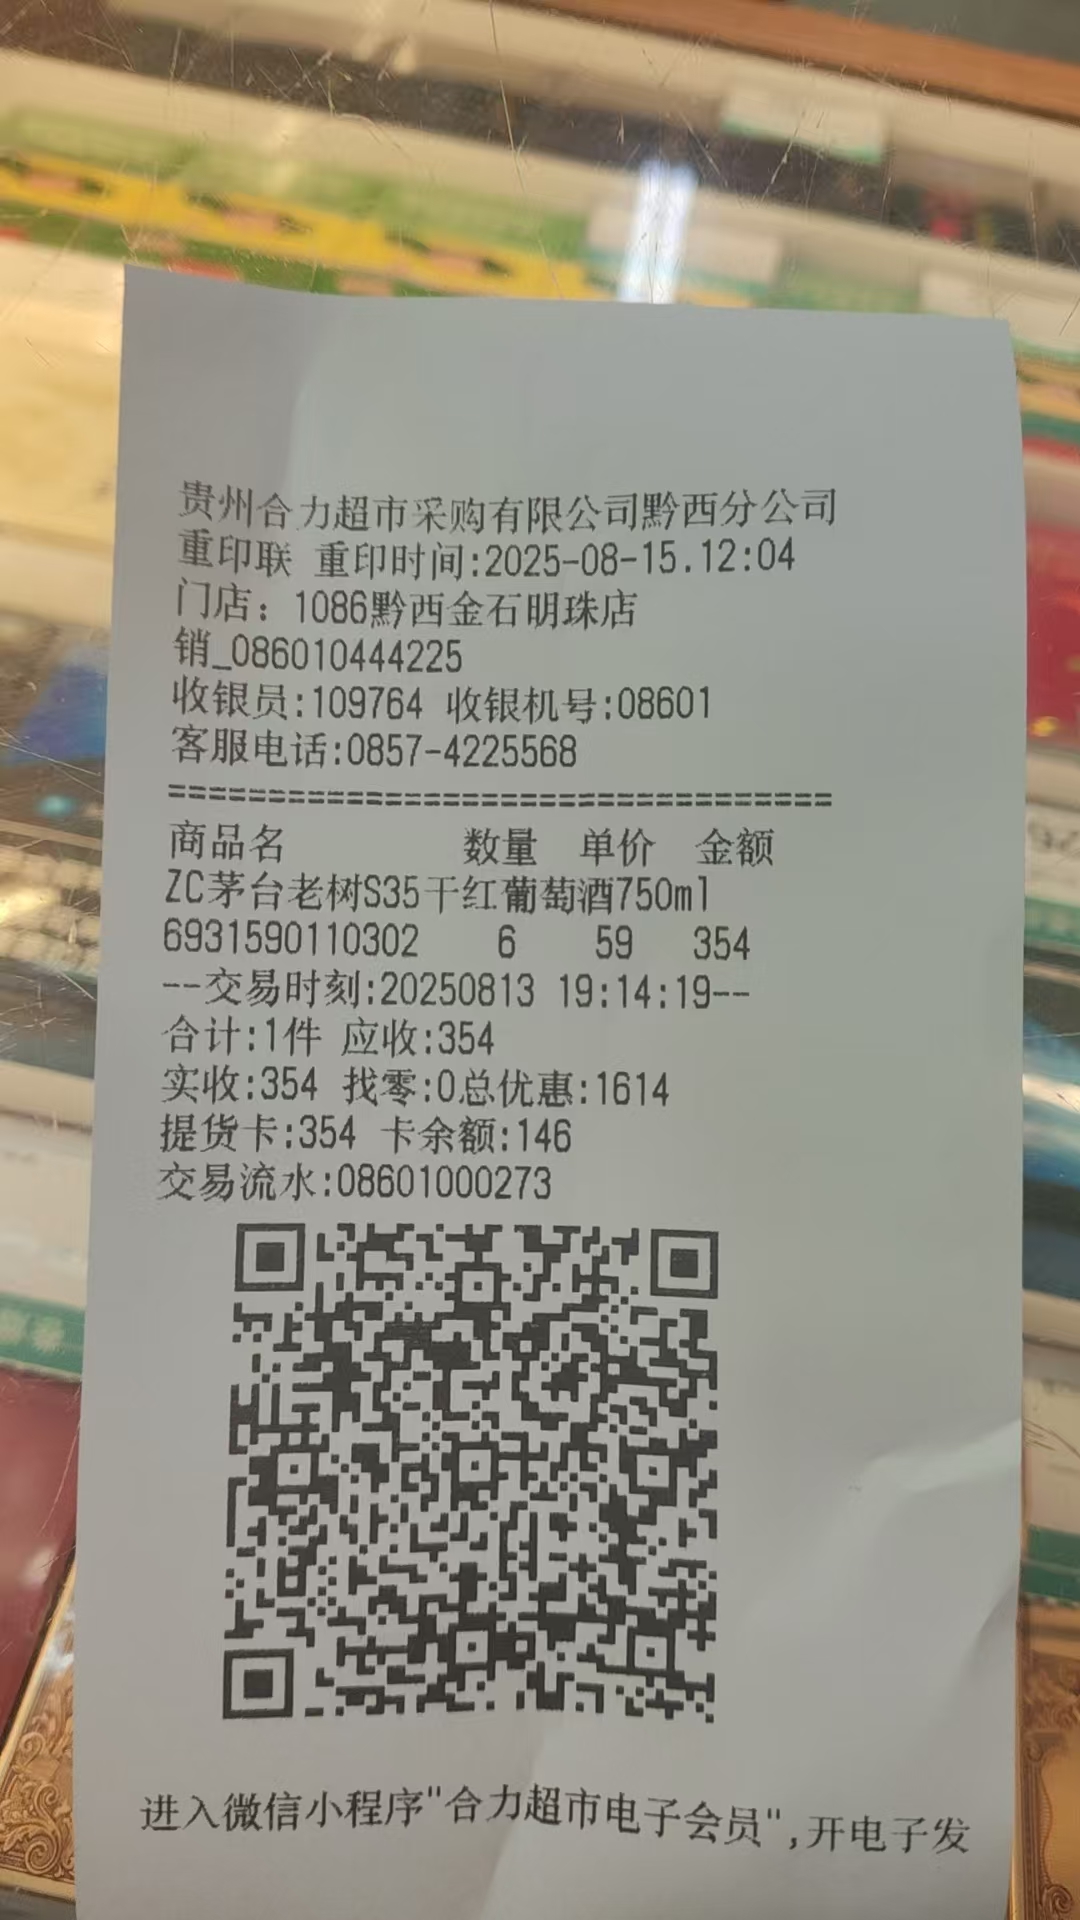 贵州合力超市采购有限公司黔西分公司
重印联 重印时间:2025-08-15.12:04
门店：1086黔西金石明珠店
销_086010444225
收银员:109764 收银机号:08601
客服电话:0857-4225568
==================================
商品名 数量 单价 金额
ZC茅台老树S35干红葡萄酒750ml
6931590110302 6 59 354
--交易时刻:20250813 19:14:19--
合计:1件 应收:354
实收:354 找零:0总优惠:1614
提货卡:354 卡余额:146
交易流水:08601000273
进入微信小程序"合力超市电子会员",开电子发